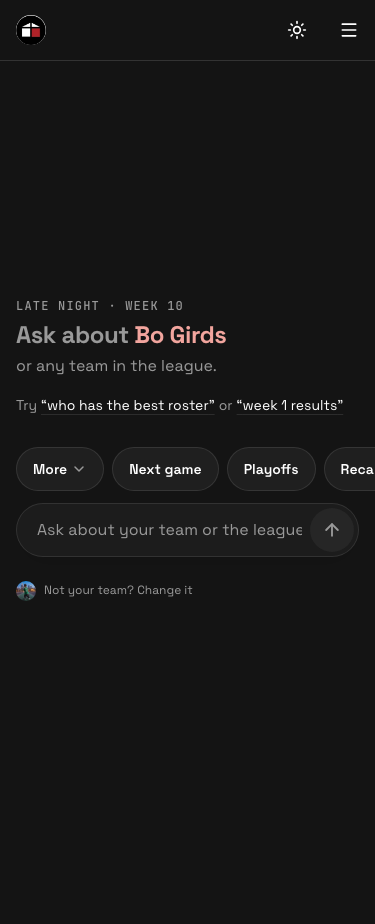 LATE NIGHT · WEEK 10
Ask about Bo Girds
or any team in the league.
Try “who has the best roster” or “week 1 results”
More Next game Playoffs Reca
Ask about your team or the league
Not your team? Change it